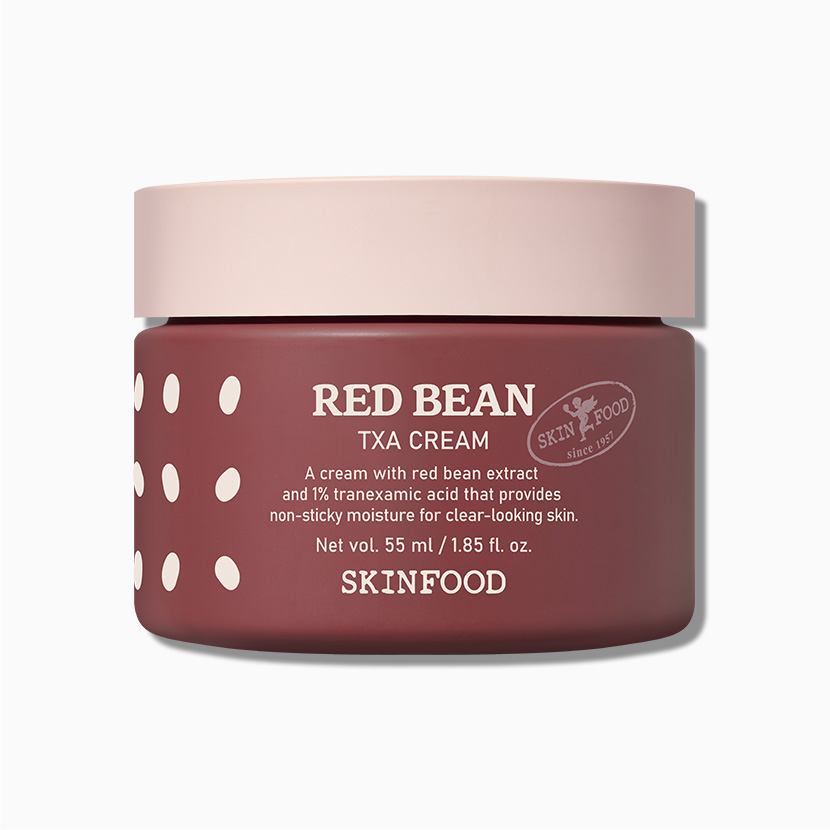 RED BEAN
TXA CREAM
SKIN FOOD
since 1957
A cream with red bean extract
and 1% tranexamic acid that provides
non-sticky moisture for clear-looking skin.
Net vol. 55 ml / 1.85 fl. oz.
SKINFOOD